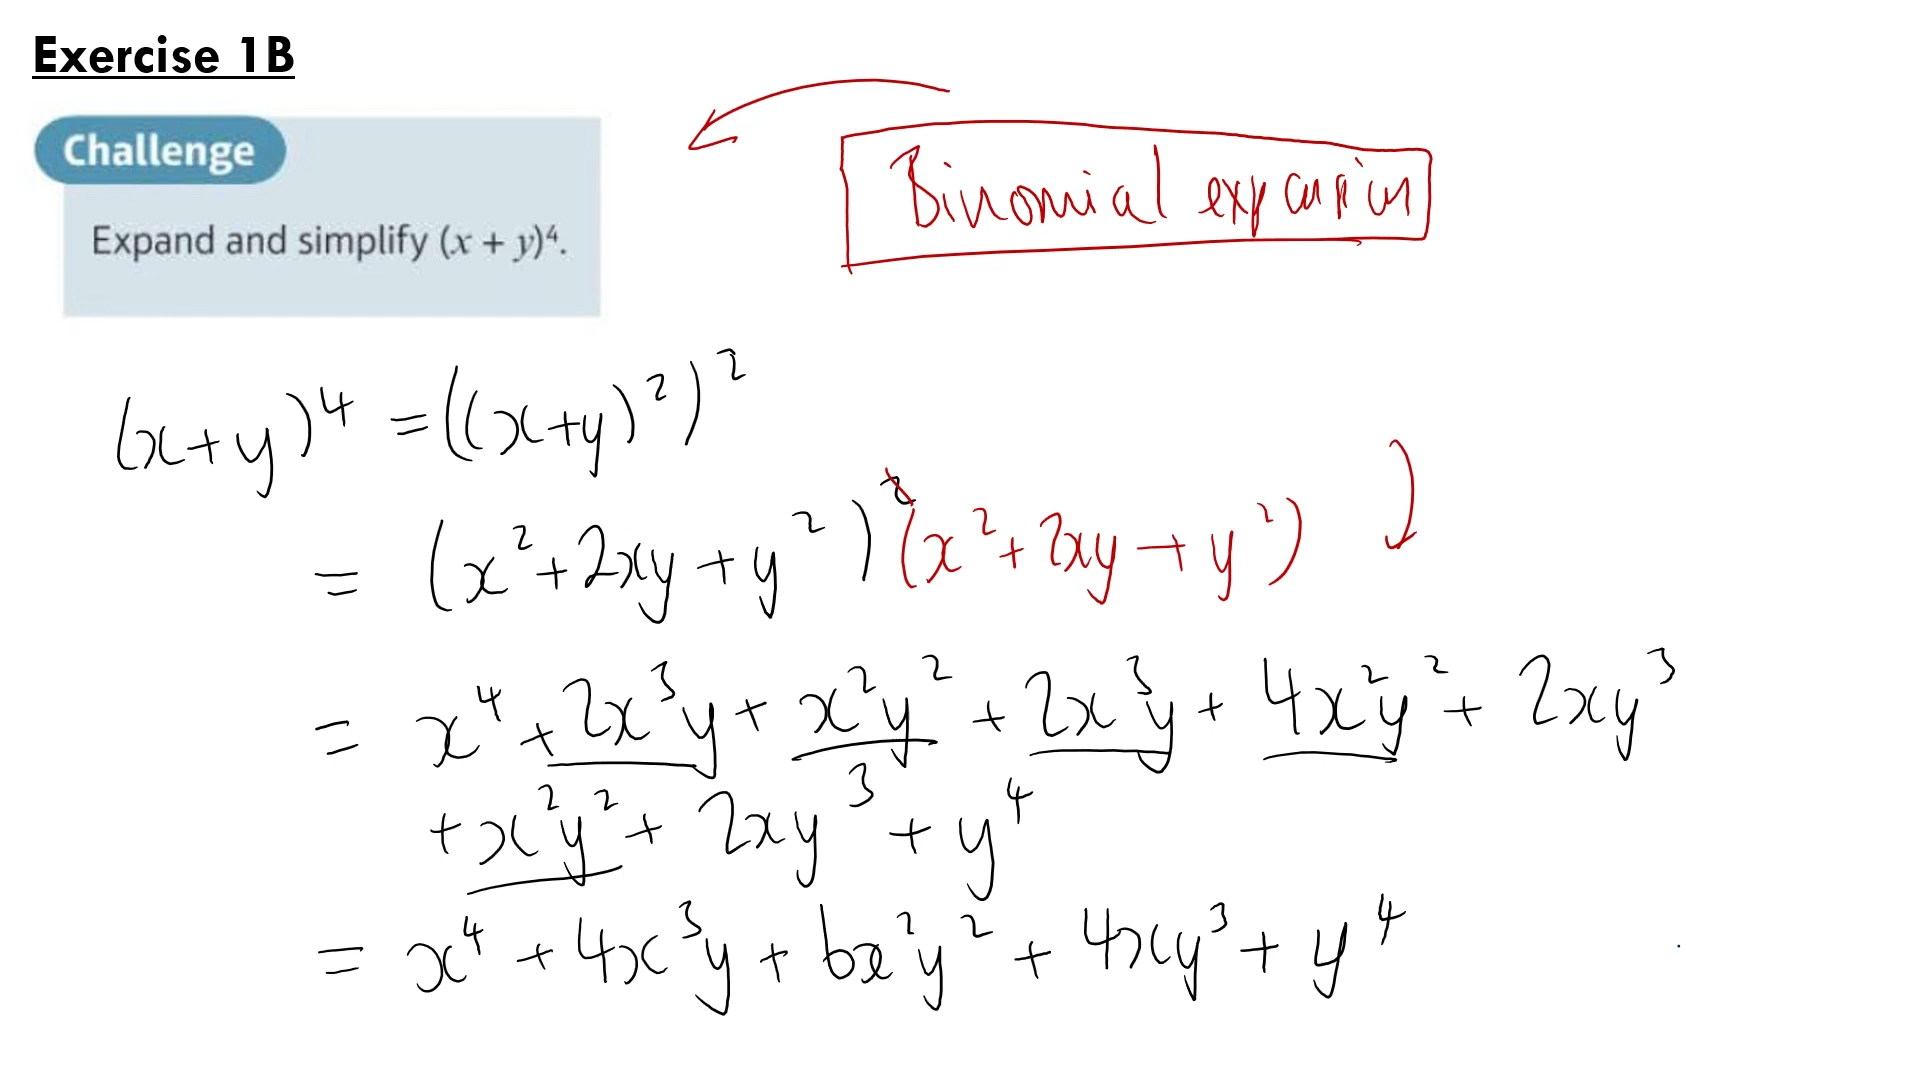 Exercise 1B
Challenge
Expand and simplify (x + y)⁴.
Binomial expansion
(x+y)⁴ = ((x+y)²)²
= (x²+2xy+y²)² (x²+2xy+y²)
= x⁴ + 2x³y + x²y² + 2x³y + 4x²y² + 2xy³
+ x²y² + 2xy³ + y⁴
= x⁴ + 4x³y + 6x²y² + 4xy³ + y⁴